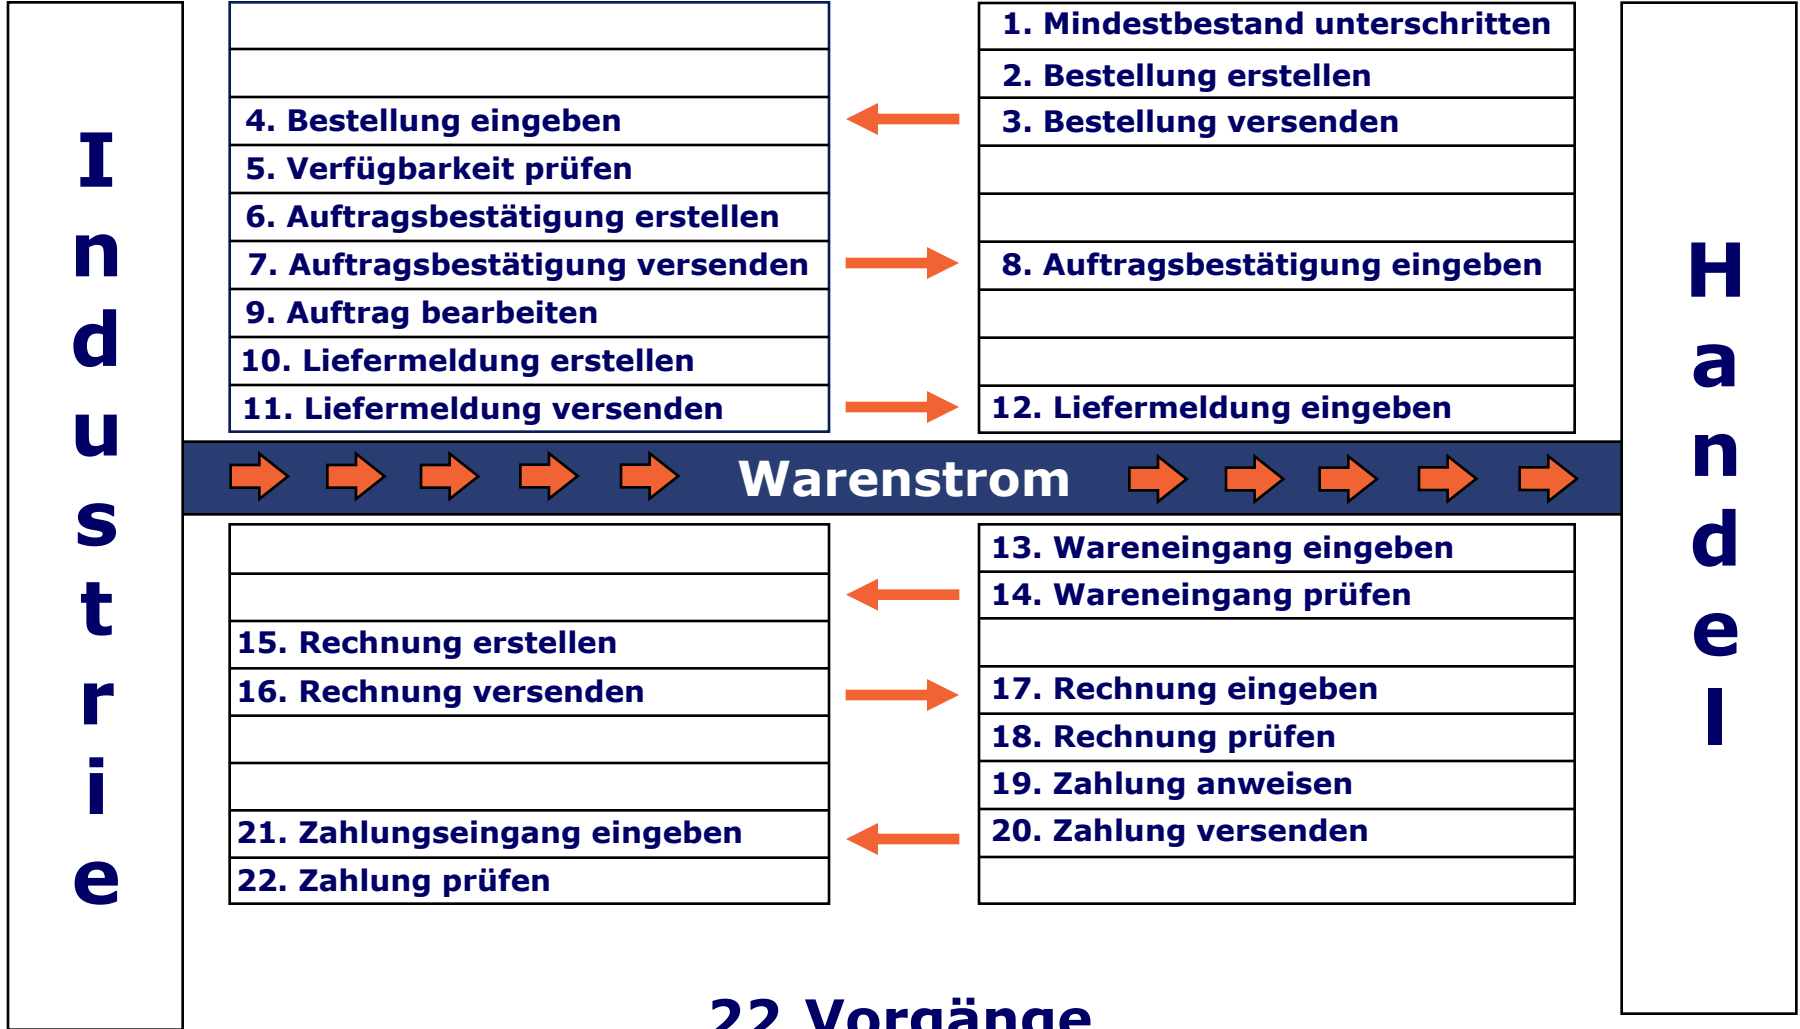 Industrie
1. Mindestbestand unterschritten
2. Bestellung erstellen
4. Bestellung eingeben
3. Bestellung versenden
5. Verfügbarkeit prüfen
6. Auftragsbestätigung erstellen
7. Auftragsbestätigung versenden
8. Auftragsbestätigung eingeben
9. Auftrag bearbeiten
10. Liefermeldung erstellen
11. Liefermeldung versenden
12. Liefermeldung eingeben
Warenstrom
13. Wareneingang eingeben
14. Wareneingang prüfen
15. Rechnung erstellen
16. Rechnung versenden
17. Rechnung eingeben
18. Rechnung prüfen
19. Zahlung anweisen
21. Zahlungseingang eingeben
20. Zahlung versenden
22. Zahlung prüfen
Handel
22 Vorgänge